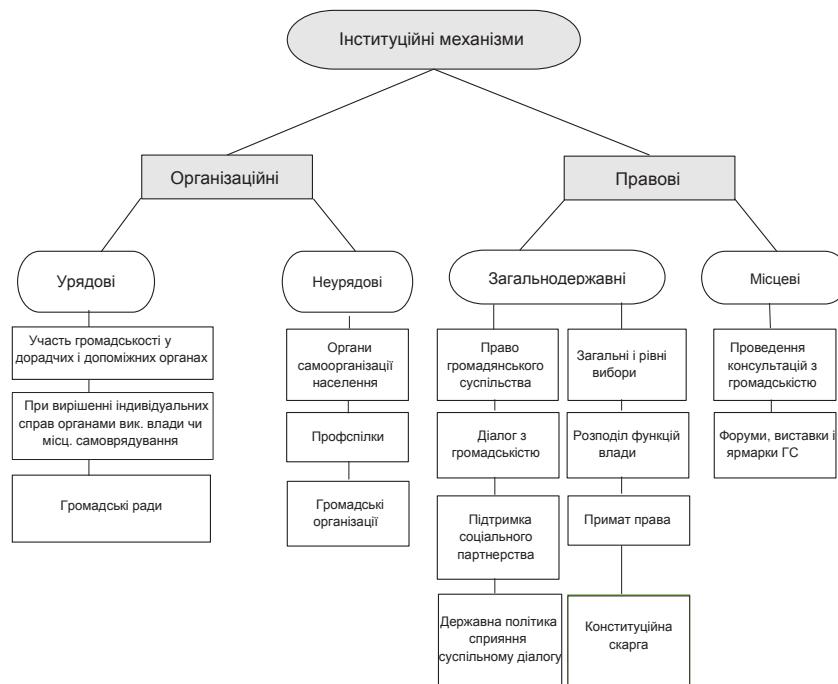 Інституційні механізми
Організаційні
Правові
Урядові
Неурядові
Загальнодержавні
Місцеві
Участь громадськості у
дорадчих і допоміжних органах
При вирішенні індивідуальних
справ органами вик. влади чи
місц. самоврядування
Громадські ради
Органи
самоорганізації
населення
Профспілки
Громадські
організації
Право
громадянського
суспільства
Діалог з
громадськістю
Підтримка
соціального
партнерства
Державна політика
сприяння
суспільному діалогу
Загальні і рівні
вибори
Розподіл функцій
влади
Примат права
Конституційна
скарга
Проведення
консультацій з
громадськістю
Форуми, виставки і
ярмарки ГС